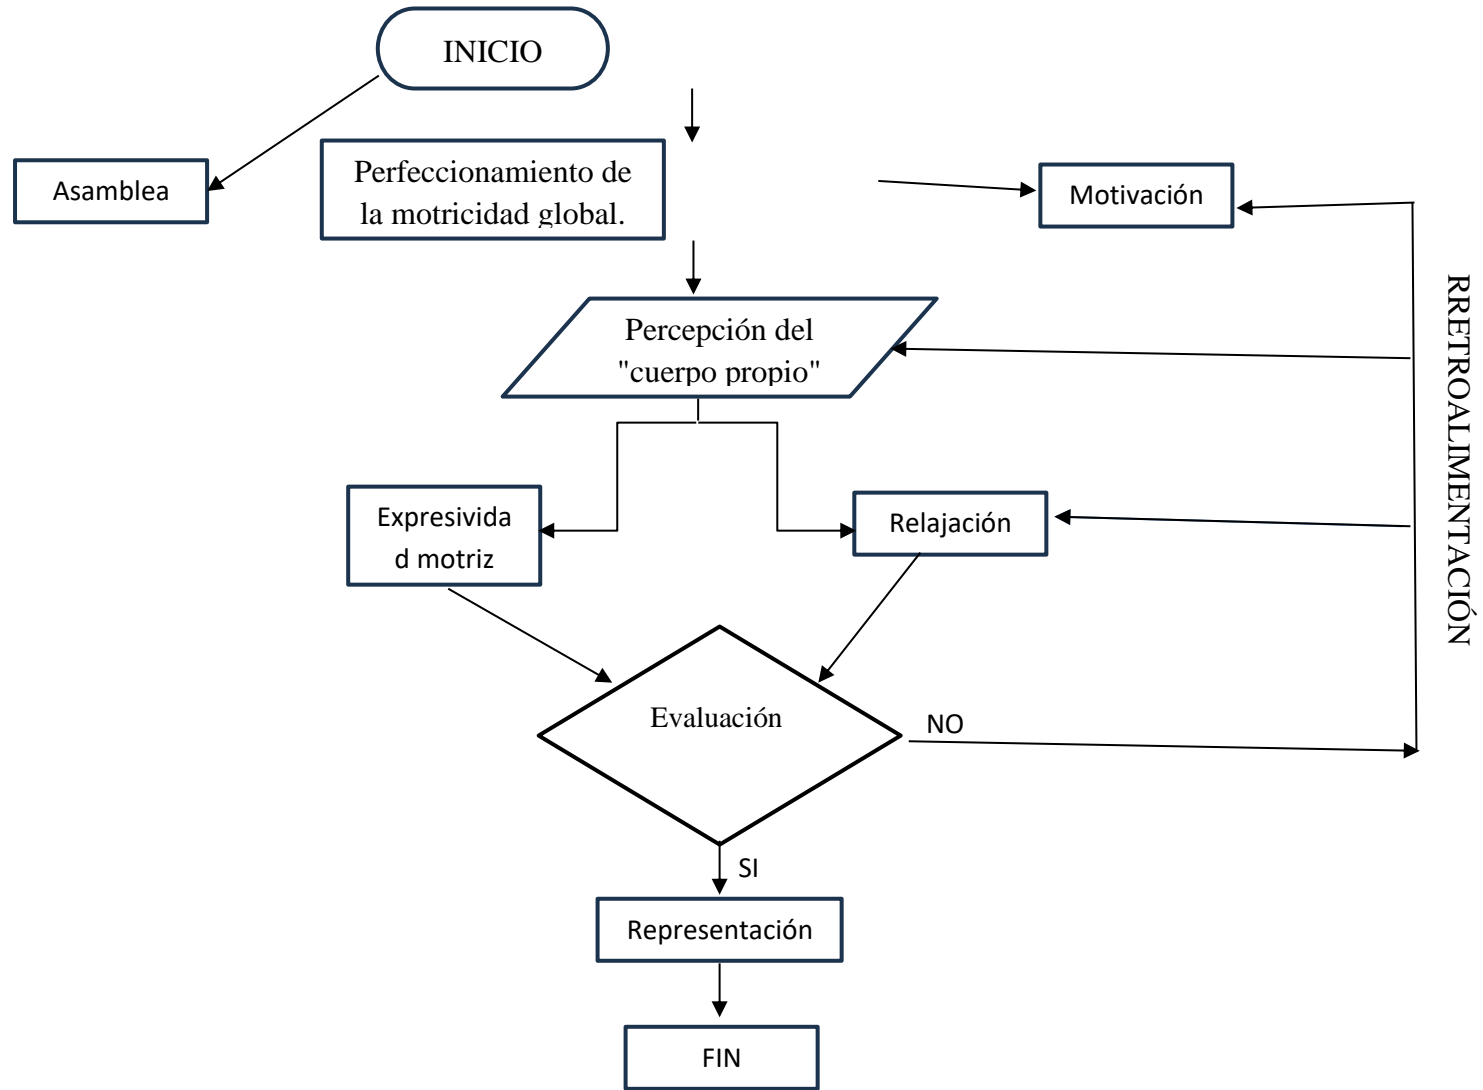 INICIO
Asamblea
Perfeccionamiento de
la motricidad global.
Motivación
Percepción del
"cuerpo propio"
Expresivida
d motriz
Relajación
RRETROALIMENTACIÓN
Evaluación
NO
SI
Representación
FIN